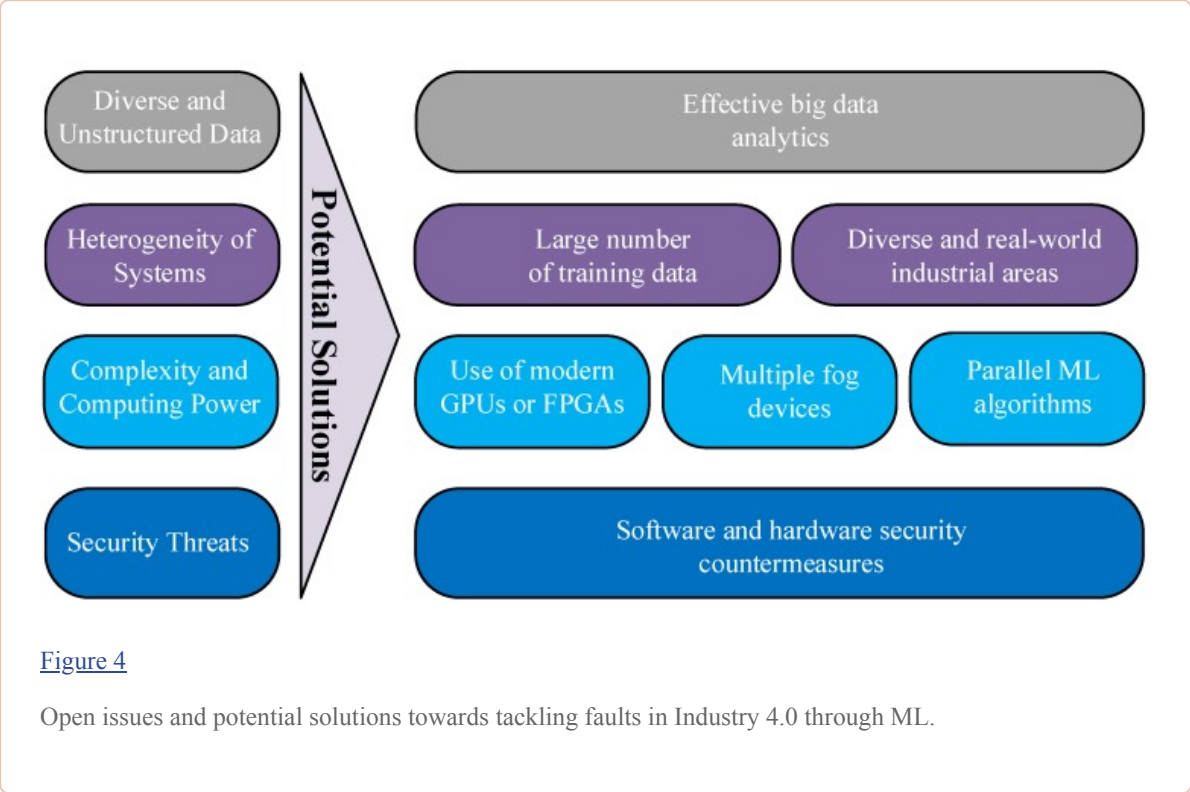 Diverse and
Unstructured Data
Effective big data
analytics
Heterogeneity of
Systems
Large number
of training data
Diverse and real-world
industrial areas
Complexity and
Computing Power
Use of modern
GPUs or FPGAs
Multiple fog
devices
Parallel ML
algorithms
Security Threats
Software and hardware security
countermeasures
Potential Solutions
Figure 4
Open issues and potential solutions towards tackling faults in Industry 4.0 through ML.